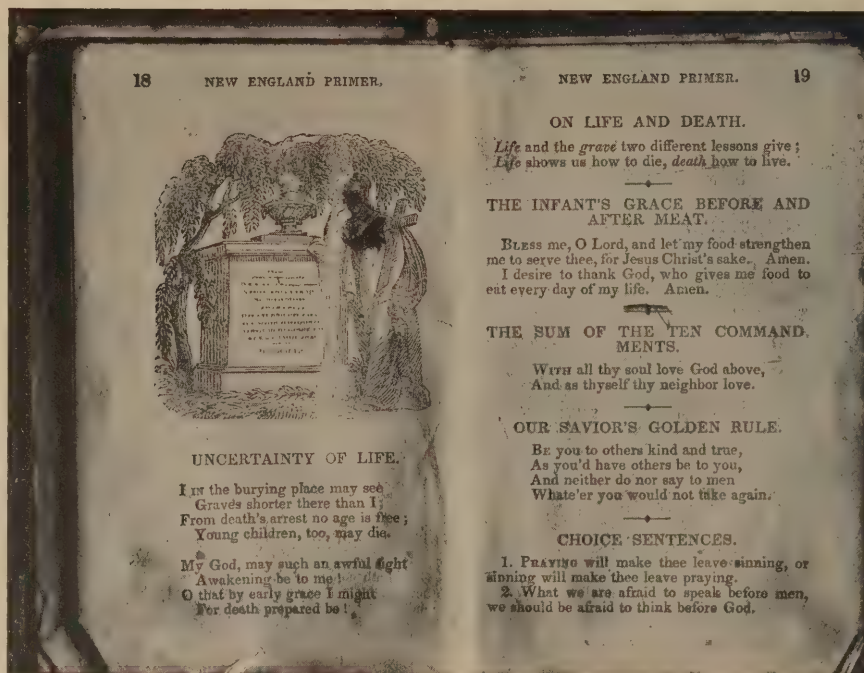 18 NEW ENGLAND PRIMER.
UNCERTAINTY OF LIFE.
I IN the burying place may see
Graves shorter there than I;
From death's arrest no age is free;
Young children, too, may die.
My God, may such an awful sight
Awakening be to me!
O that by early grace I might
For death prepared be!
NEW ENGLAND PRIMER. 19
ON LIFE AND DEATH.
Life and the grave two different lessons give;
Life shows us how to die, death how to live.
THE INFANT'S GRACE BEFORE AND
AFTER MEAT.
BLESS me, O Lord, and let my food strengthen
me to serve thee, for Jesus Christ's sake. Amen.
I desire to thank God, who gives me food to
eat every day of my life. Amen.
THE SUM OF THE TEN COMMAND
MENTS.
WITH all thy soul love God above,
And as thyself thy neighbor love.
OUR SAVIOR'S GOLDEN RULE.
BE you to others kind and true,
As you'd have others be to you,
And neither do nor say to men
Whate'er you would not take again.
CHOICE SENTENCES.
1. PRAYING will make thee leave sinning, or
sinning will make thee leave praying.
2. What we are afraid to speak before men,
we should be afraid to think before God.